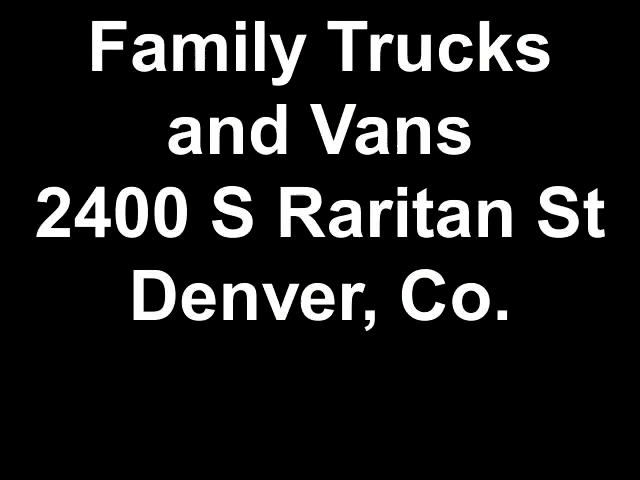 Family Trucks
and Vans
2400 S Raritan St
Denver, Co.